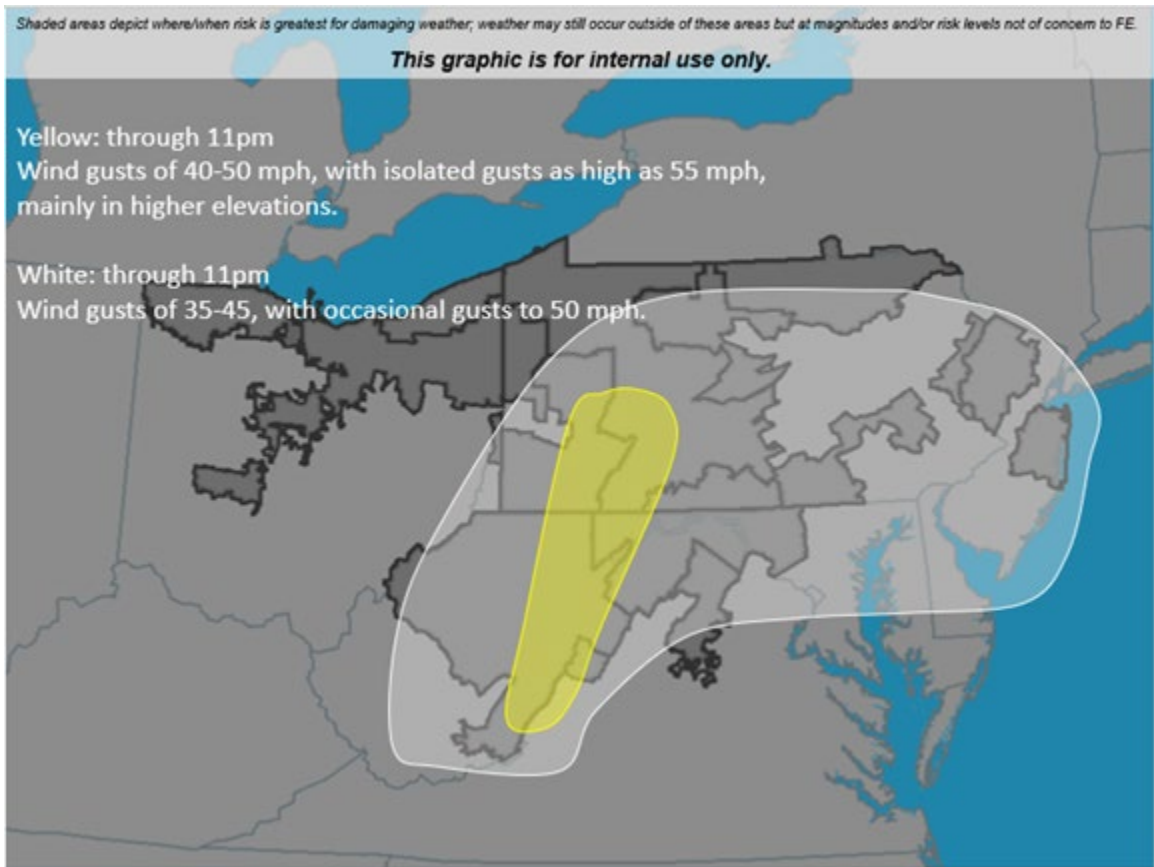 Shaded areas depict where/when risk is greatest for damaging weather; weather may still occur outside of these areas but at magnitudes and/or risk levels not of concern to FE.
This graphic is for internal use only.
Yellow: through 11pm
Wind gusts of 40-50 mph, with isolated gusts as high as 55 mph,
mainly in higher elevations.
White: through 11pm
Wind gusts of 35-45, with occasional gusts to 50 mph.